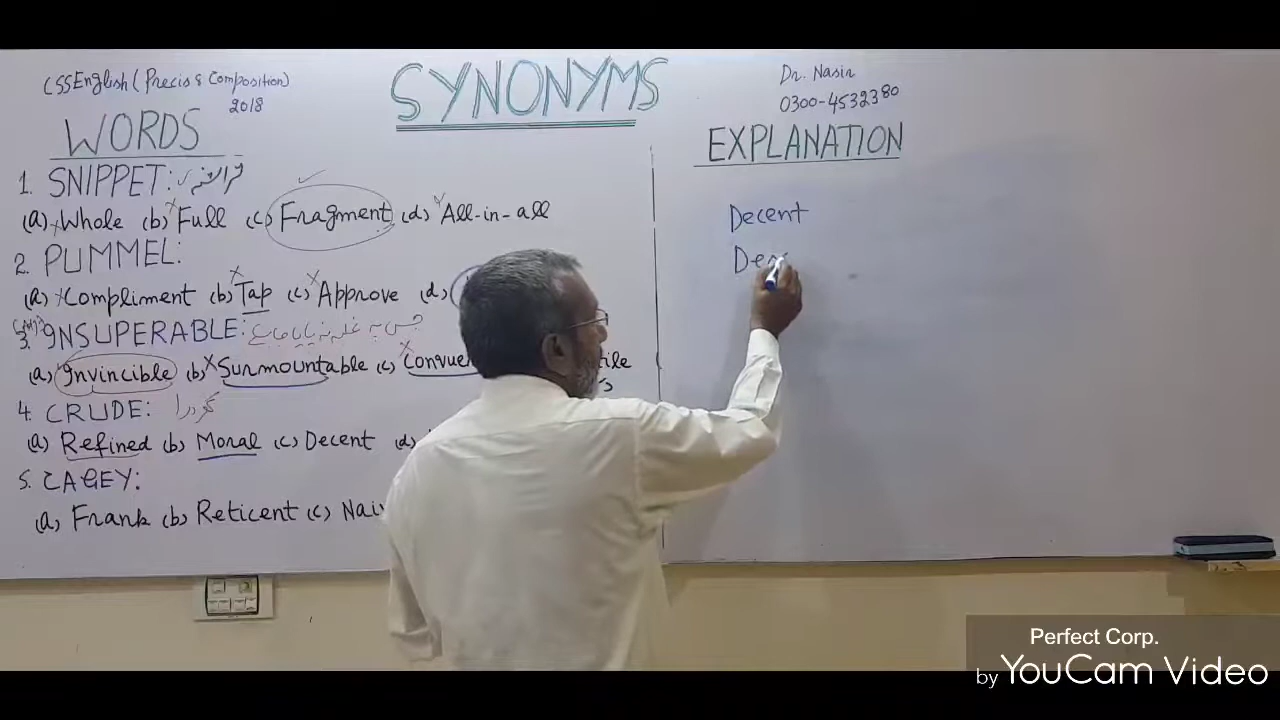 CSS English (Precis & Composition)
2018
SYNONYMS
Dr. Nasir
0300-4532380
WORDS
EXPLANATION
1. SNIPPET:
(a) Whole (b) Full (c) Fragment (d) All-in-all
2. PUMMEL:
(a) Compliment (b) Tap (c) Approve (d)
3. INSUPERABLE:
(a) Invincible (b) Surmountable (c)
4. CRUDE: کھردرا
(a) Refined (b) Moral (c) Decent (d)
5. CAGEY:
(a) Frank (b) Reticent (c)
Decent
Perfect Corp.
by YouCam Video